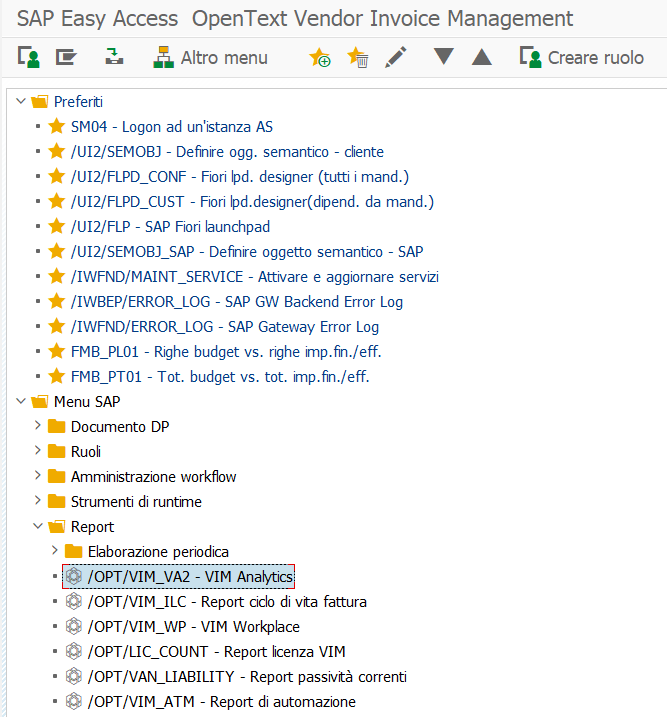 SAP Easy Access  OpenText Vendor Invoice Management
Altro menu
Creare ruolo
Preferiti
SM04 - Logon ad un'istanza AS
/UI2/SEMOBJ - Definire ogg. semantico - cliente
/UI2/FLPD_CONF - Fiori lpd. designer (tutti i mand.)
/UI2/FLPD_CUST - Fiori lpd.designer(dipend. da mand.)
/UI2/FLP - SAP Fiori launchpad
/UI2/SEMOBJ_SAP - Definire oggetto semantico - SAP
/IWFND/MAINT_SERVICE - Attivare e aggiornare servizi
/IWBEP/ERROR_LOG - SAP GW Backend Error Log
/IWFND/ERROR_LOG - SAP Gateway Error Log
FMB_PL01 - Righe budget vs. righe imp.fin./eff.
FMB_PT01 - Tot. budget vs. tot. imp.fin./eff.
Menu SAP
Documento DP
Ruoli
Amministrazione workflow
Strumenti di runtime
Report
Elaborazione periodica
/OPT/VIM_VA2 - VIM Analytics
/OPT/VIM_ILC - Report ciclo di vita fattura
/OPT/VIM_WP - VIM Workplace
/OPT/LIC_COUNT - Report licenza VIM
/OPT/VAN_LIABILITY - Report passività correnti
/OPT/VIM_ATM - Report di automazione